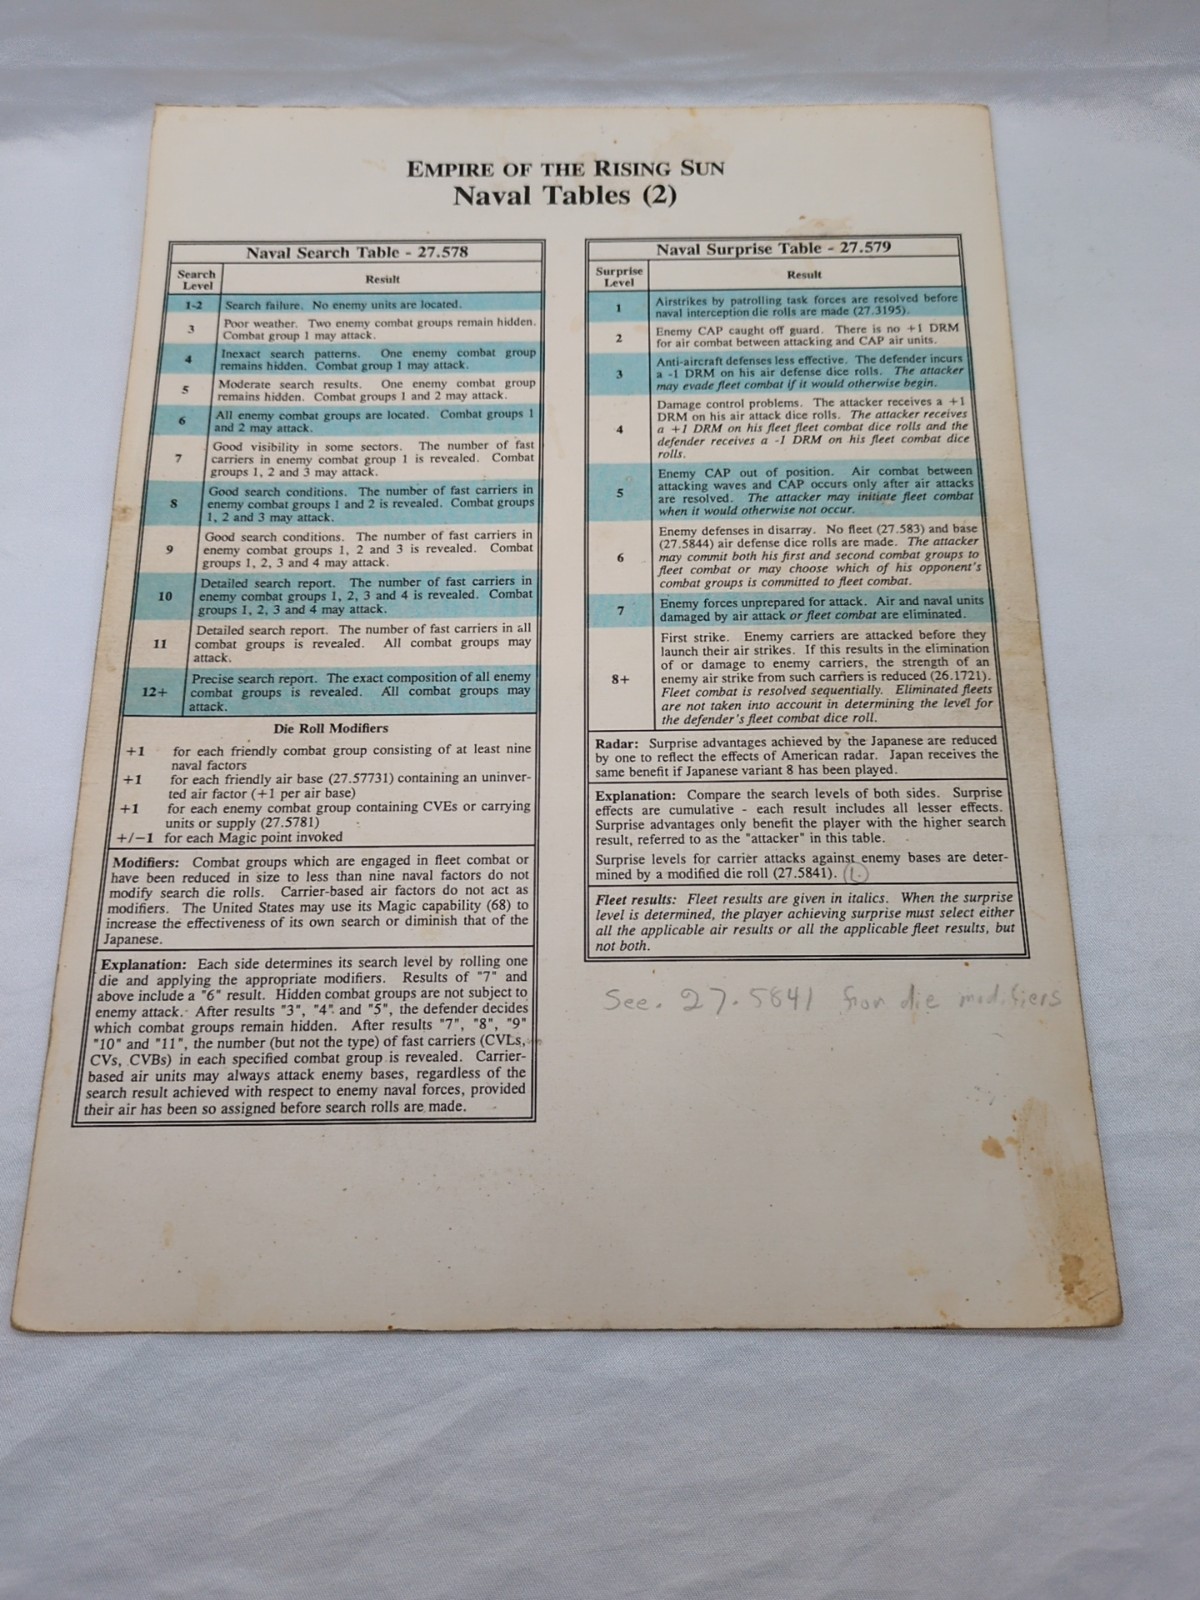 EMPIRE OF THE RISING SUN
Naval Tables (2)
Naval Search Table - 27.578
Search Level
Result
1-2 Search failure. No enemy units are located.
3 Poor weather. Two enemy combat groups remain hidden.
Combat group 1 may attack.
4 Inexact search patterns. One enemy combat group
remains hidden. Combat group 1 may attack.
5 Moderate search results. One enemy combat group
remains hidden. Combat groups 1 and 2 may attack.
6 All enemy combat groups are located. Combat groups 1
and 2 may attack.
7 Good visibility in some sectors. The number of fast
carriers in enemy combat group 1 is revealed. Combat
groups 1, 2 and 3 may attack.
8 Good search conditions. The number of fast carriers in
enemy combat groups 1 and 2 is revealed. Combat groups
1, 2 and 3 may attack.
9 Good search conditions. The number of fast carriers in
enemy combat groups 1, 2 and 3 is revealed. Combat
groups 1, 2, 3 and 4 may attack.
10 Detailed search report. The number of fast carriers in
enemy combat groups 1, 2, 3 and 4 is revealed. Combat
groups 1, 2, 3 and 4 may attack.
11 Detailed search report. The number of fast carriers in all
combat groups is revealed. All combat groups may
attack.
12+ Precise search report. The exact composition of all enemy
combat groups is revealed. All combat groups may
attack.
Die Roll Modifiers
+1 for each friendly combat group consisting of at least nine
naval factors
+1 for each friendly air base (27.57731) containing an uninver-
ted air factor (+1 per air base)
+1 for each enemy combat group containing CVEs or carrying
units or supply (27.5781)
+/-1 for each Magic point invoked
Modifiers: Combat groups which are engaged in fleet combat or
have been reduced in size to less than nine naval factors do not
modify search die rolls. Carrier-based air factors do not act as
modifiers. The United States may use its Magic capability (68) to
increase the effectiveness of its own search or diminish that of the
Japanese.
Explanation: Each side determines its search level by rolling one
die and applying the appropriate modifiers. Results of "7" and
above include a "6" result. Hidden combat groups are not subject to
enemy attack. After results "3", "4" and "5", the defender decides
which combat groups remain hidden. After results "7", "8", "9"
"10" and "11", the number (but not the type) of fast carriers (CVLs,
CVs, CVBs) in each specified combat group is revealed. Carrier-
based air units may always attack enemy bases, regardless of the
search result achieved with respect to enemy naval forces, provided
their air has been so assigned before search rolls are made.
Naval Surprise Table - 27.579
Surprise Level
Result
1 Airstrikes by patrolling task forces are resolved before
naval interception die rolls are made (27.3195).
2 Enemy CAP caught off guard. There is no +1 DRM
for air combat between attacking and CAP air units.
3 Anti-aircraft defenses less effective. The defender incurs
a -1 DRM on his air defense dice rolls. The attacker
may evade fleet combat if it would otherwise begin.
4 Damage control problems. The attacker receives a +1
DRM on his air attack dice rolls. The attacker receives
a +1 DRM on his fleet fleet combat dice rolls and the
defender receives a -1 DRM on his fleet combat dice
rolls.
5 Enemy CAP out of position. Air combat between
attacking waves and CAP occurs only after air attacks
are resolved. The attacker may initiate fleet combat
when it would otherwise not occur.
6 Enemy defenses in disarray. No fleet (27.583) and base
(27.5844) air defense dice rolls are made. The attacker
may commit both his first and second combat groups to
fleet combat or may choose which of his opponent's
combat groups is committed to fleet combat.
7 Enemy forces unprepared for attack. Air and naval units
damaged by air attack or fleet combat are eliminated.
8+ First strike. Enemy carriers are attacked before they
launch their air strikes. If this results in the elimination
of or damage to enemy carriers, the strength of an
enemy air strike from such carriers is reduced (26.1721).
Fleet combat is resolved sequentially. Eliminated fleets
are not taken into account in determining the level for
the defender's fleet combat dice roll.
Radar: Surprise advantages achieved by the Japanese are reduced
by one to reflect the effects of American radar. Japan receives the
same benefit if Japanese variant 8 has been played.
Explanation: Compare the search levels of both sides. Surprise
effects are cumulative - each result includes all lesser effects.
Surprise advantages only benefit the player with the higher search
result, referred to as the "attacker" in this table.
Surprise levels for carrier attacks against enemy bases are deter-
mined by a modified die roll (27.5841).
Fleet results: Fleet results are given in italics. When the surprise
level is determined, the player achieving surprise must select either
all the applicable air results or all the applicable fleet results, but
not both.
See. 27.5841 die modifiers